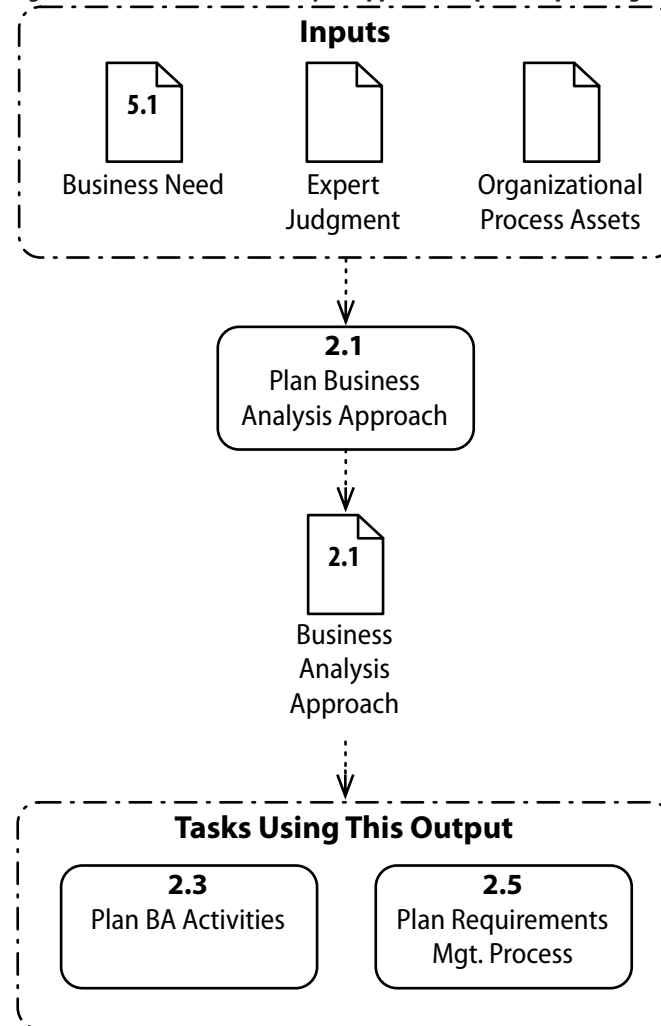 Inputs
5.1
Business Need
Expert
Judgment
Organizational
Process Assets
2.1
Plan Business
Analysis Approach
2.1
Business
Analysis
Approach
Tasks Using This Output
2.3
Plan BA Activities
2.5
Plan Requirements
Mgt. Process